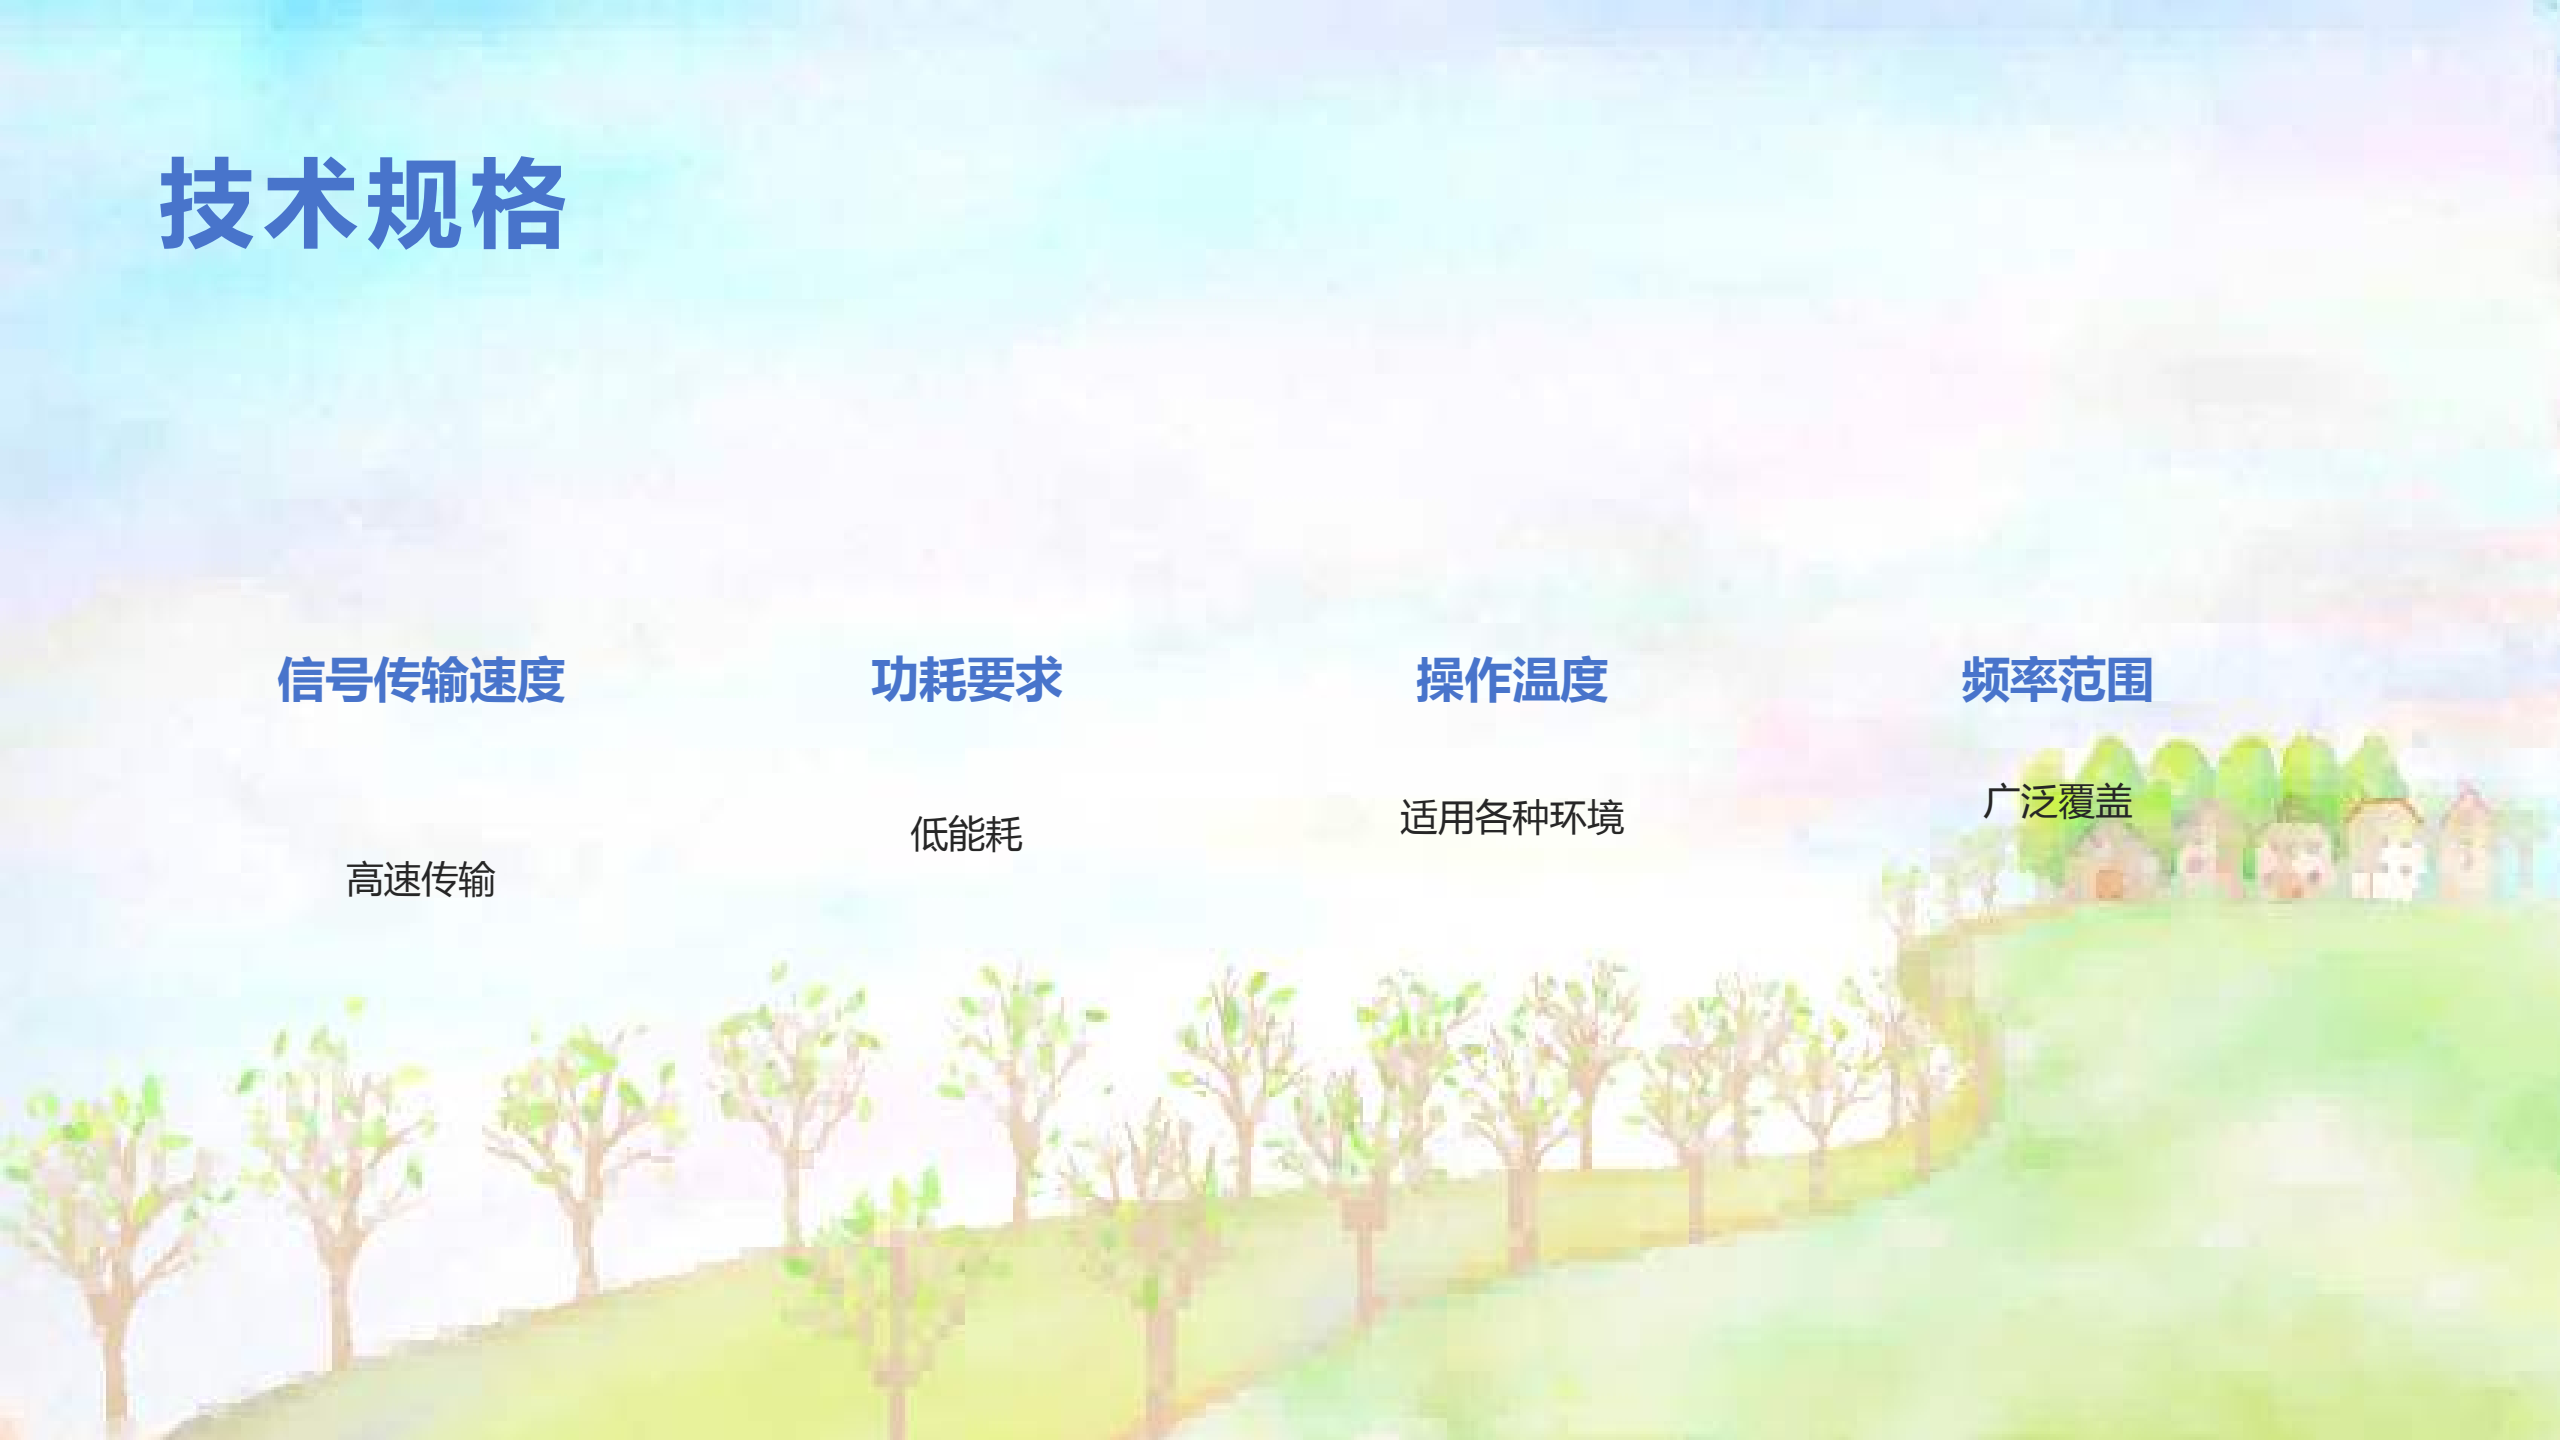 技术规格
信号传输速度
高速传输
功耗要求
低能耗
操作温度
适用各种环境
频率范围
广泛覆盖